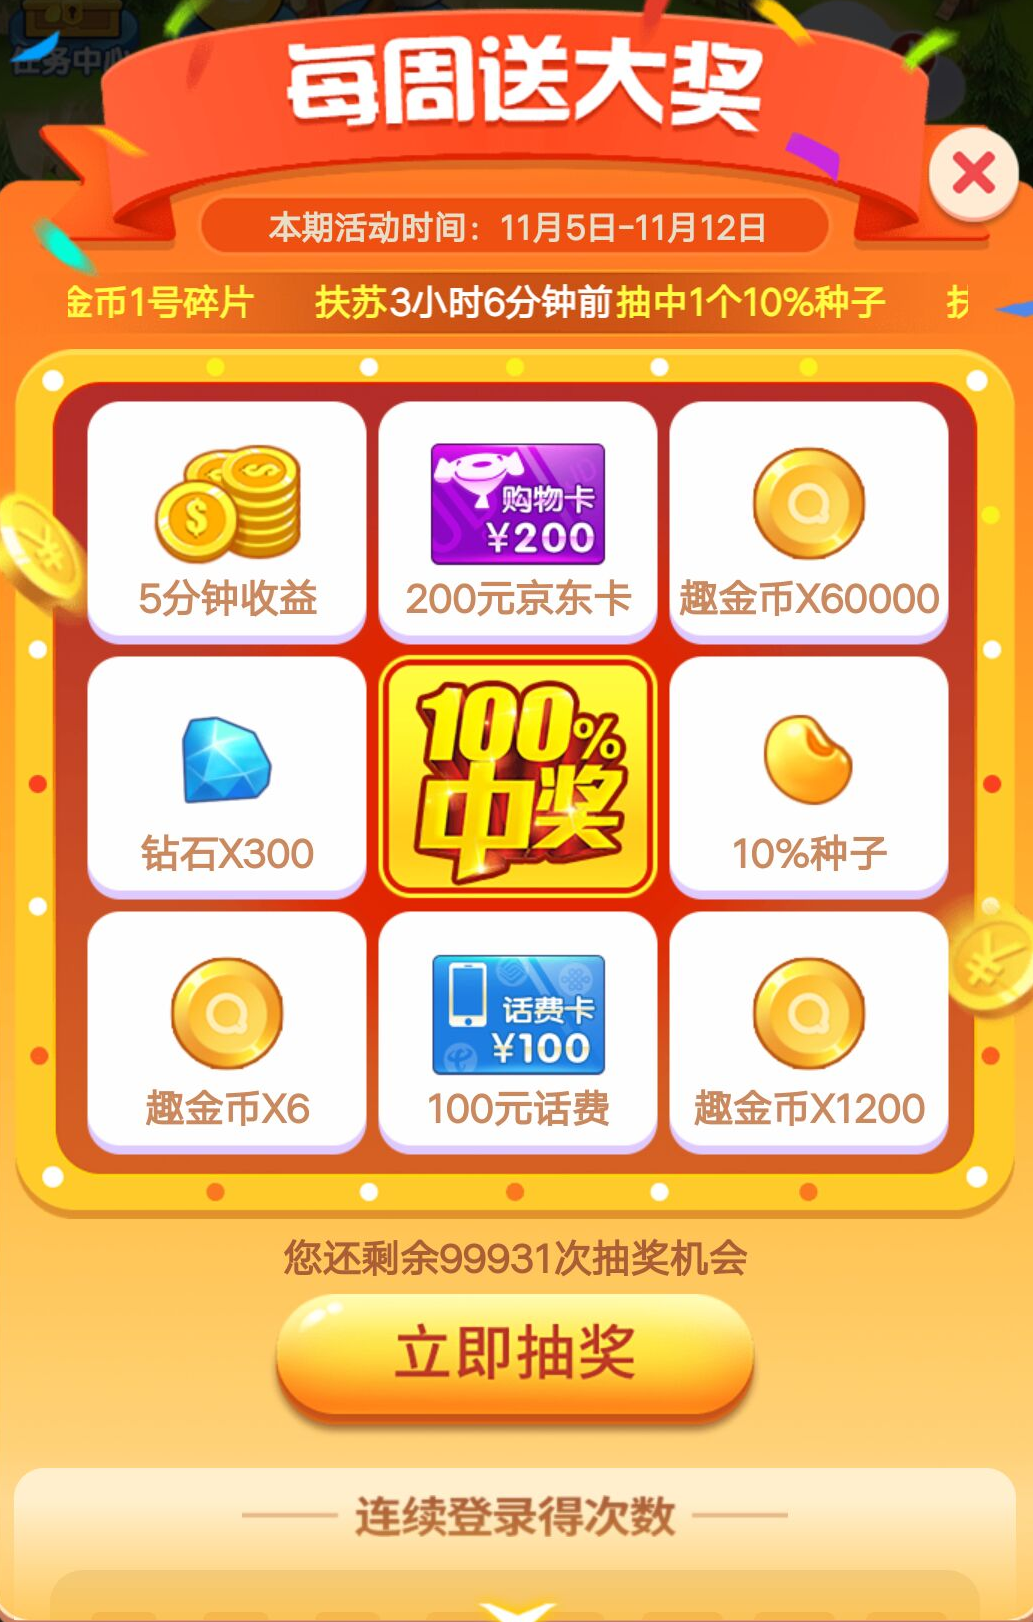 任务中心
每周送大奖
本期活动时间：11月5日-11月12日
金币1号碎片 扶苏3小时6分钟前抽中1个10%种子 扶
购物卡
¥200
5分钟收益
200元京东卡
趣金币X60000
100%
中奖
钻石X300
10%种子
话费卡
¥100
趣金币X6
100元话费
趣金币X1200
您还剩余99931次抽奖机会
立即抽奖
连续登录得次数